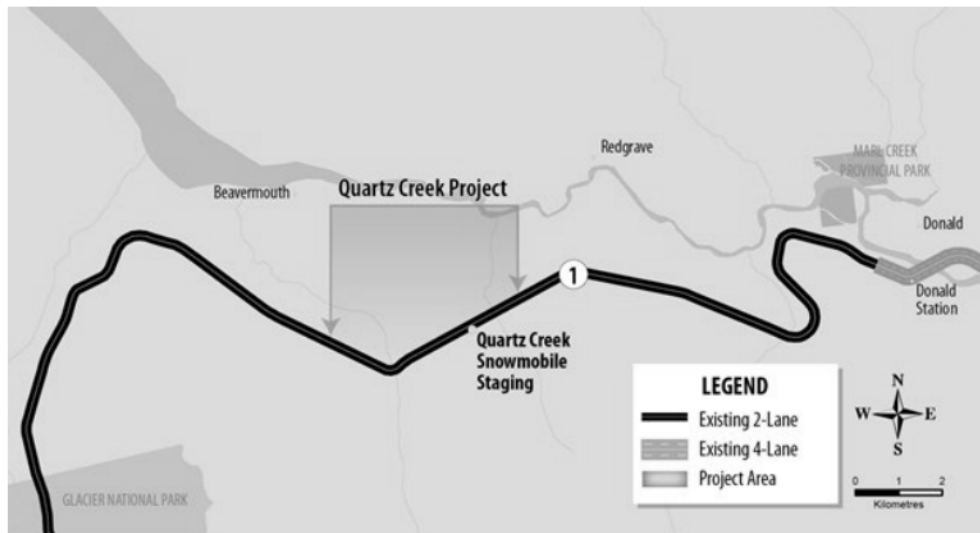 Redgrave
MARL CREEK
PROVINCIAL PARK
Beavermouth
Quartz Creek Project
Donald
1
Donald
Station
Quartz Creek
Snowmobile
Staging
LEGEND
Existing 2-Lane
Existing 4-Lane
Project Area
N
W E
S
0 1 2
Kilometres
GLACIER NATIONAL PARK